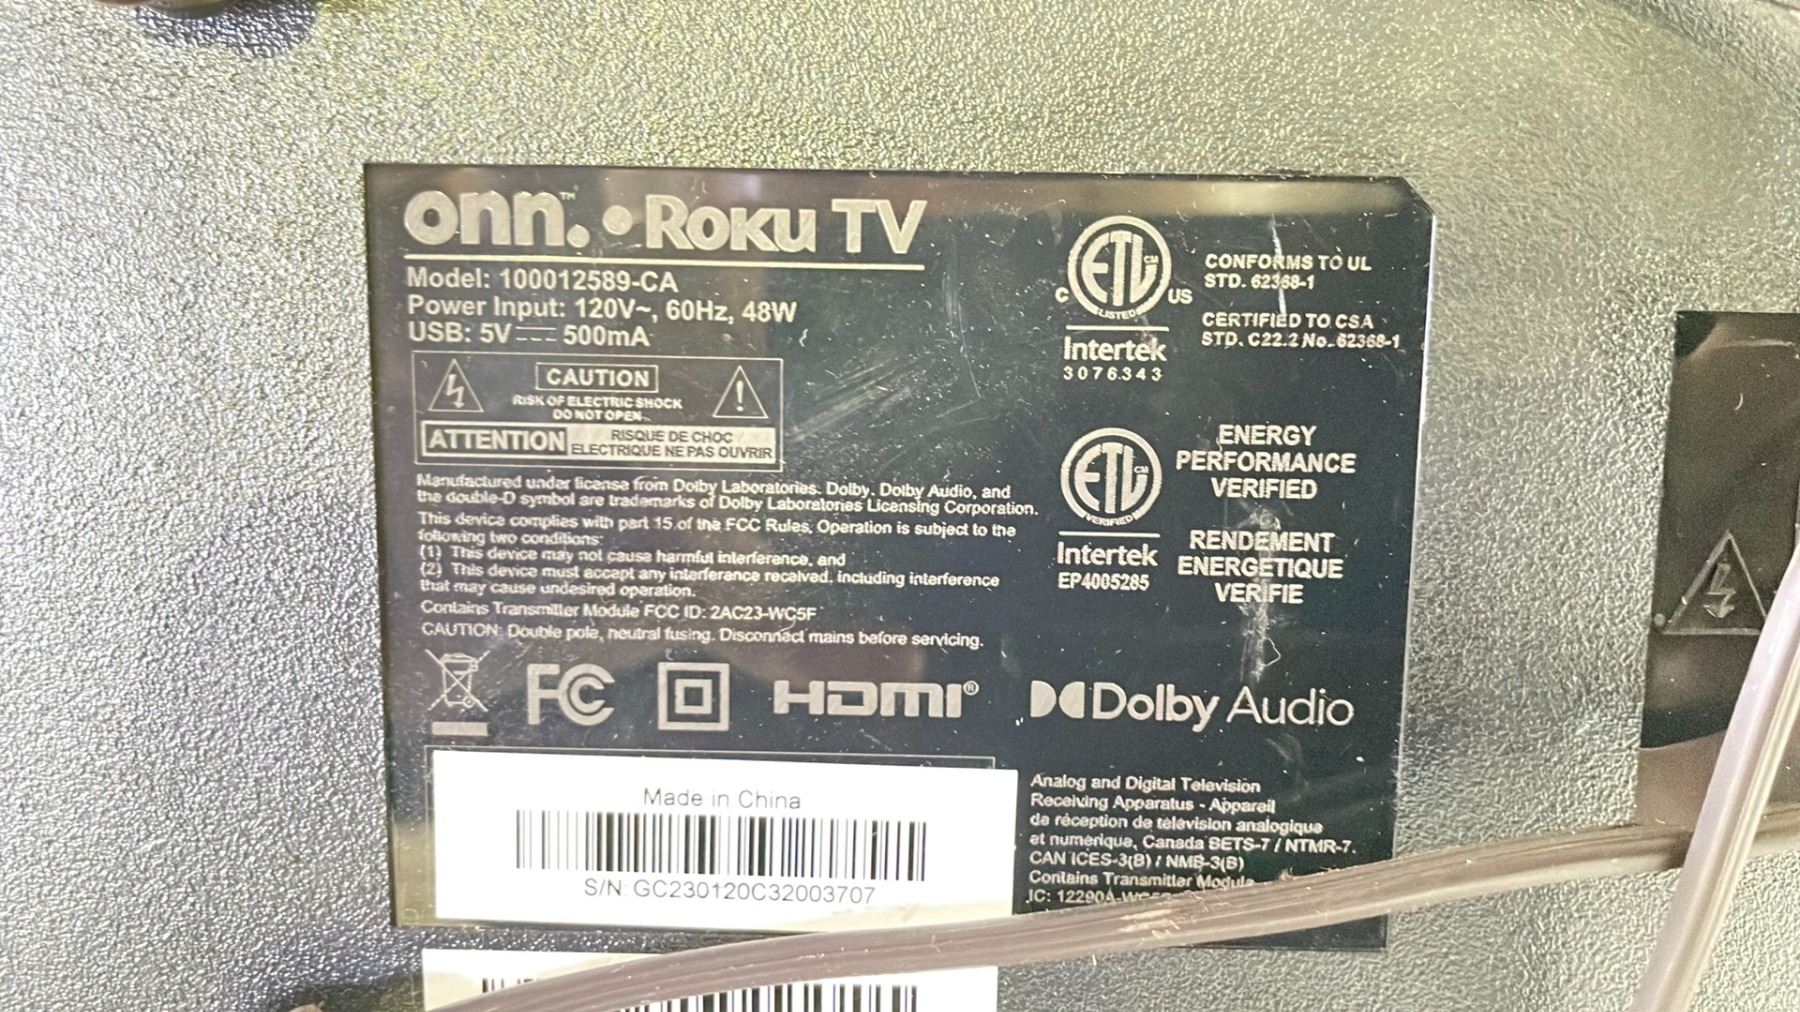 onn.™ • ROKU TV
Model: 100012589-CA
Power Input: 120V~, 60Hz, 48W
USB: 5V ⎓ 500mA
CAUTION
RISK OF ELECTRIC SHOCK
DO NOT OPEN
ATTENTION
RISQUE DE CHOC
ELECTRIQUE NE PAS OUVRIR
Manufactured under license from Dolby Laboratories. Dolby, Dolby Audio, and
the double-D symbol are trademarks of Dolby Laboratories Licensing Corporation.
This device complies with part 15 of the FCC Rules. Operation is subject to the
following two conditions:
(1) This device may not cause harmful interference, and
(2) This device must accept any interference received, including interference
that may cause undesired operation.
Contains Transmitter Module FCC ID: 2AC23-WC5F
CAUTION: Double pole, neutral fusing. Disconnect mains before servicing.
FC
HDMI®
Dolby Audio
C ETL CM US
LISTED
Intertek
3076343
CONFORMS TO UL
STD. 62368-1
CERTIFIED TO CSA
STD. C22.2 No. 62368-1
ETL CM
VERIFIED
Intertek
EP4005285
ENERGY
PERFORMANCE
VERIFIED
RENDEMENT
ENERGETIQUE
VERIFIE
Made in China
S/N: GC230120C32003707
Analog and Digital Television
Receiving Apparatus - Appareil
de réception de télevision analogique
et numérique, Canada BETS-7 / NTMR-7.
CAN ICES-3(B) / NMB-3(B)
Contains Transmitter Module
IC: 12290A-